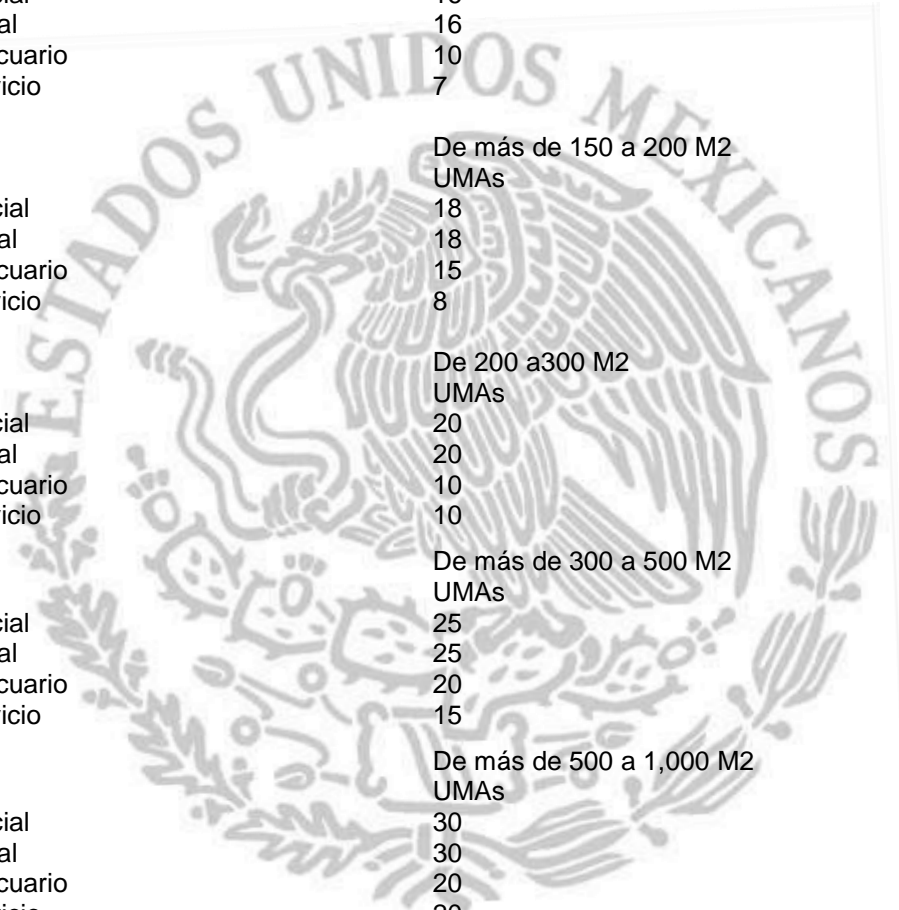 al 16
cuario 10
icio 7
ESTADOS UNIDOS MEXICANOS
De más de 150 a 200 M2
UMAs
cial 18
al 18
cuario 15
icio 8
De 200 a300 M2
UMAs
cial 20
al 20
cuario 10
icio 10
De más de 300 a 500 M2
UMAs
cial 25
al 25
cuario 20
icio 15
De más de 500 a 1,000 M2
UMAs
cial 30
al 30
cuario 20